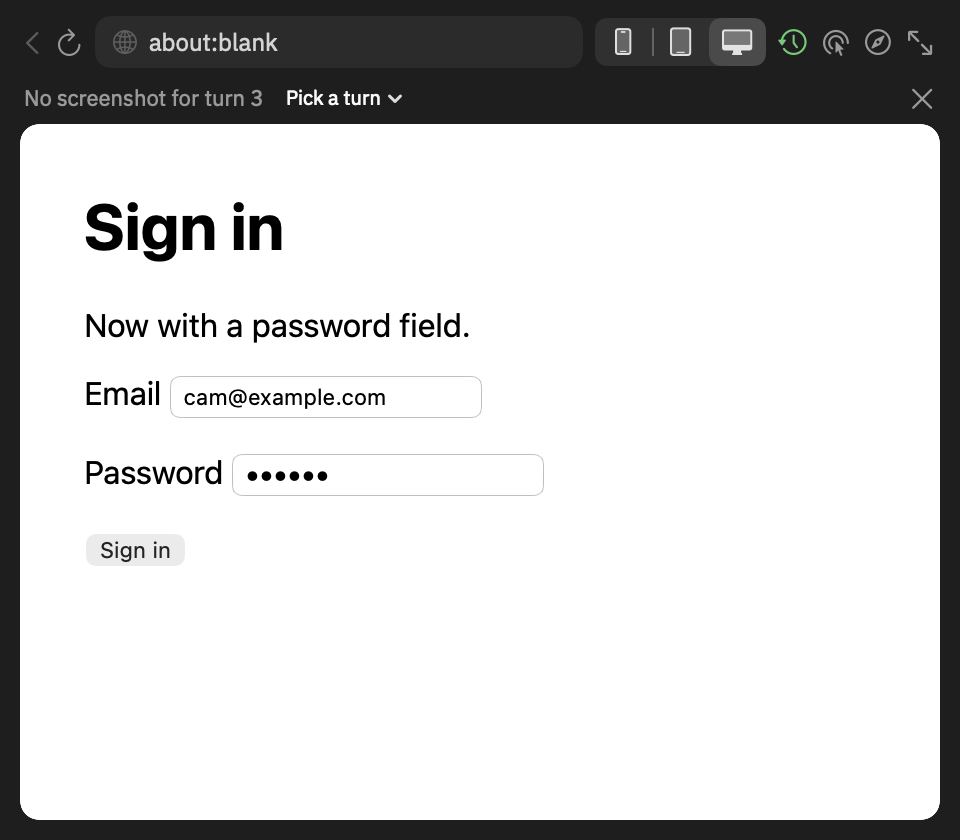 about:blank
No screenshot for turn 3 Pick a turn
Sign in
Now with a password field.
Email cam@example.com
Password ••••••
Sign in